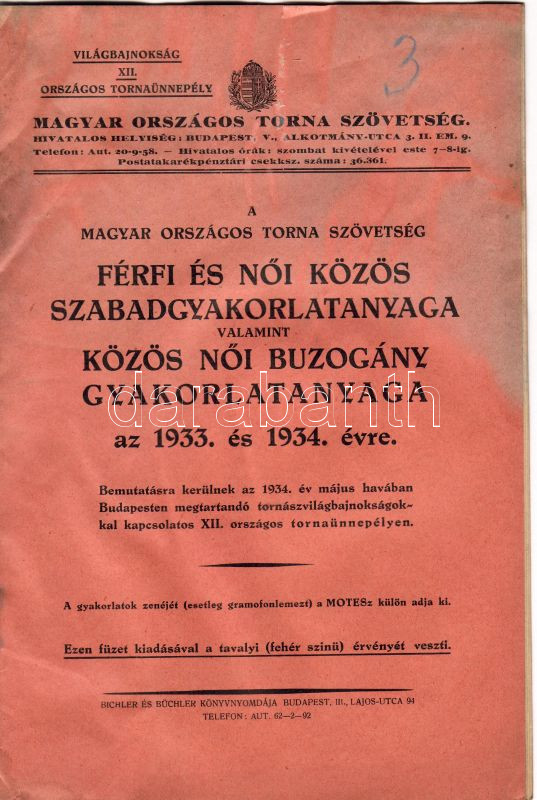 VILÁGBAJNOKSÁG
XII.
ORSZÁGOS TORNAÜNNEPÉLY
3
MAGYAR ORSZÁGOS TORNA SZÖVETSÉG.
HIVATALOS HELYISÉG: BUDAPEST, V., ALKOTMÁNY-UTCA 3. II. EM. 9.
Telefon: Aut. 20-9-58. — Hivatalos órák: szombat kivételével este 7—8-ig.
Postatakarékpénztári csekksz. száma: 36.361.
A
MAGYAR ORSZÁGOS TORNA SZÖVETSÉG
FÉRFI ÉS NŐI KÖZÖS
SZABADGYAKORLATANYAGA
VALAMINT
KÖZÖS NŐI BUZOGÁNY
GYAKORLATANYAGA
darabanth
az 1933. és 1934. évre.
Bemutatásra kerülnek az 1934. év május havában
Budapesten megtartandó tornászvilágbajnokságok-
kal kapcsolatos XII. országos tornaünnepélyen.
A gyakorlatok zenéjét (esetleg gramofonlemezt) a MOTESz külön adja ki.
Ezen füzet kiadásával a tavalyi (fehér szinü) érvényét veszti.
BICHLER ÉS BÜCHLER KÖNYVNYOMDÁJA BUDAPEST, III., LAJOS-UTCA 94
TELEFON: AUT. 62—2—92